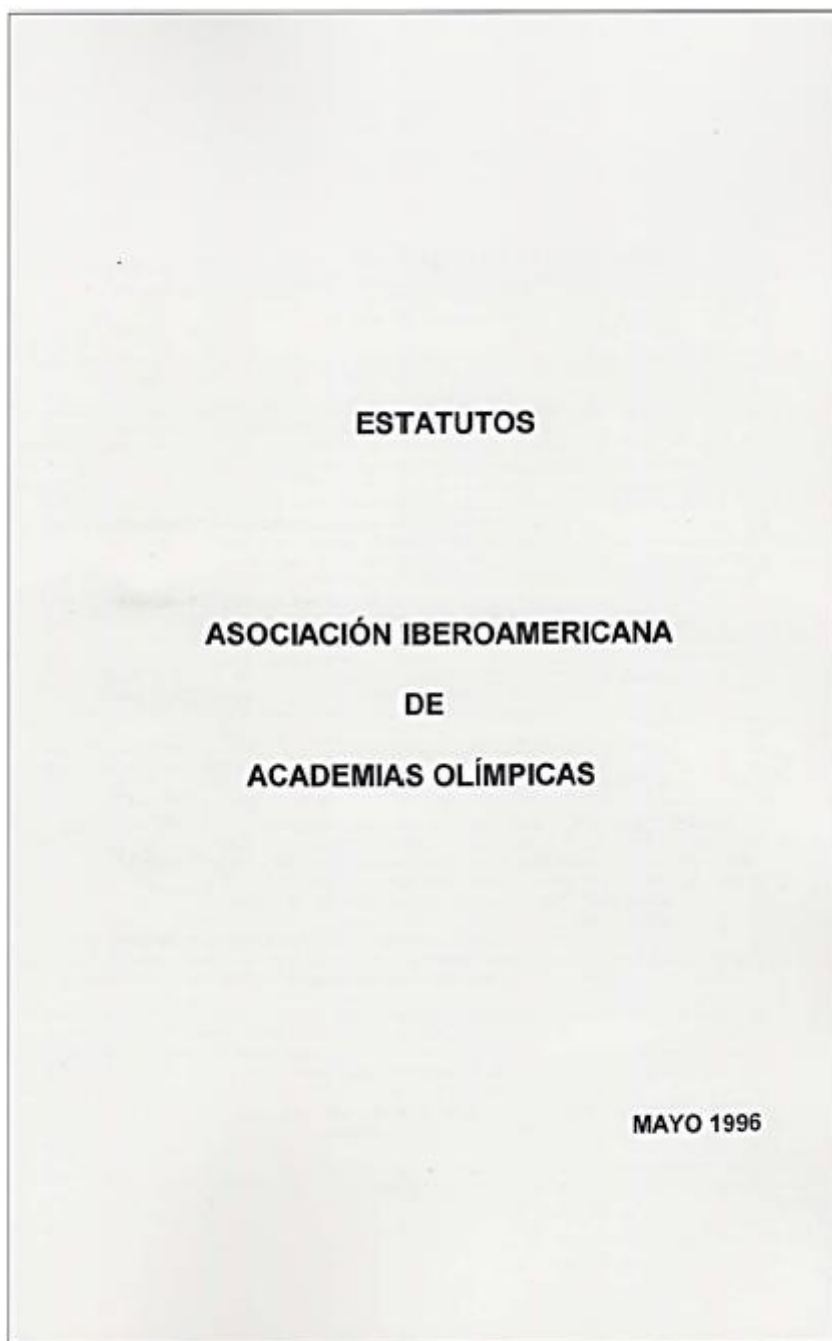 ESTATUTOS
ASOCIACIÓN IBEROAMERICANA
DE
ACADEMIAS OLÍMPICAS
MAYO 1996